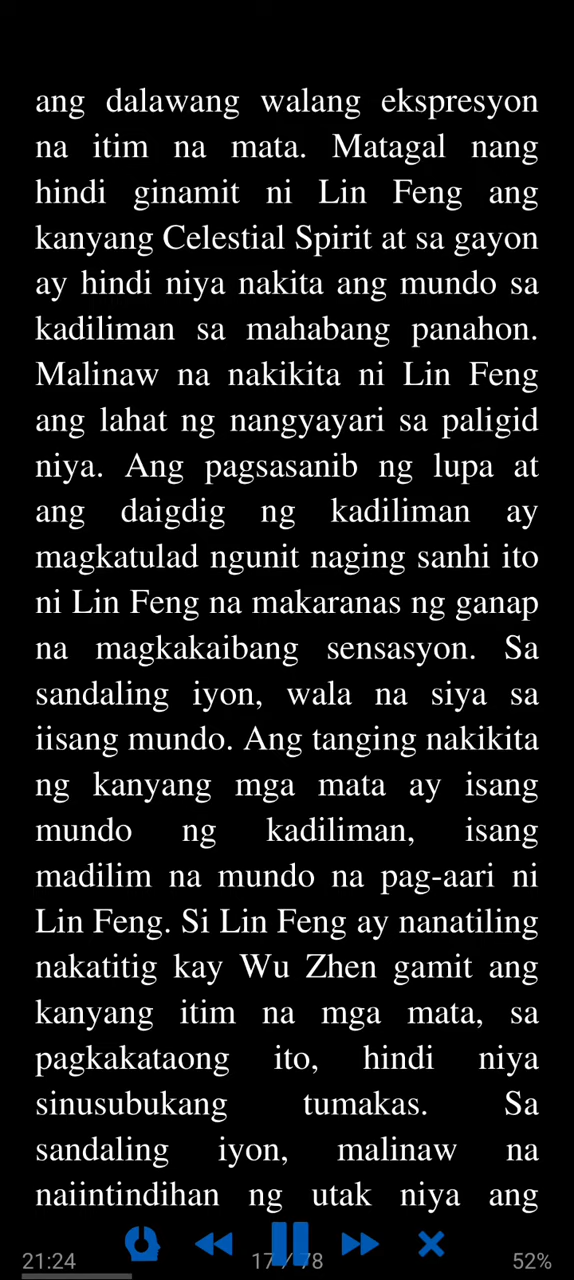 ang dalawang walang ekspresyon
na itim na mata. Matagal nang
hindi ginamit ni Lin Feng ang
kanyang Celestial Spirit at sa gayon
ay hindi niya nakita ang mundo sa
kadiliman sa mahabang panahon.
Malinaw na nakikita ni Lin Feng
ang lahat ng nangyayari sa paligid
niya. Ang pagsasanib ng lupa at
ang daigdig ng kadiliman ay
magkatulad ngunit naging sanhi ito
ni Lin Feng na makaranas ng ganap
na magkakaibang sensasyon. Sa
sandaling iyon, wala na siya sa
iisang mundo. Ang tanging nakikita
ng kanyang mga mata ay isang
mundo ng kadiliman, isang
madilim na mundo na pag-aari ni
Lin Feng. Si Lin Feng ay nanatiling
nakatitig kay Wu Zhen gamit ang
kanyang itim na mga mata, sa
pagkakataong ito, hindi niya
sinusubukang tumakas. Sa
sandaling iyon, malinaw na
naiintindihan ng utak niya ang
21:24 17 / 78 52%